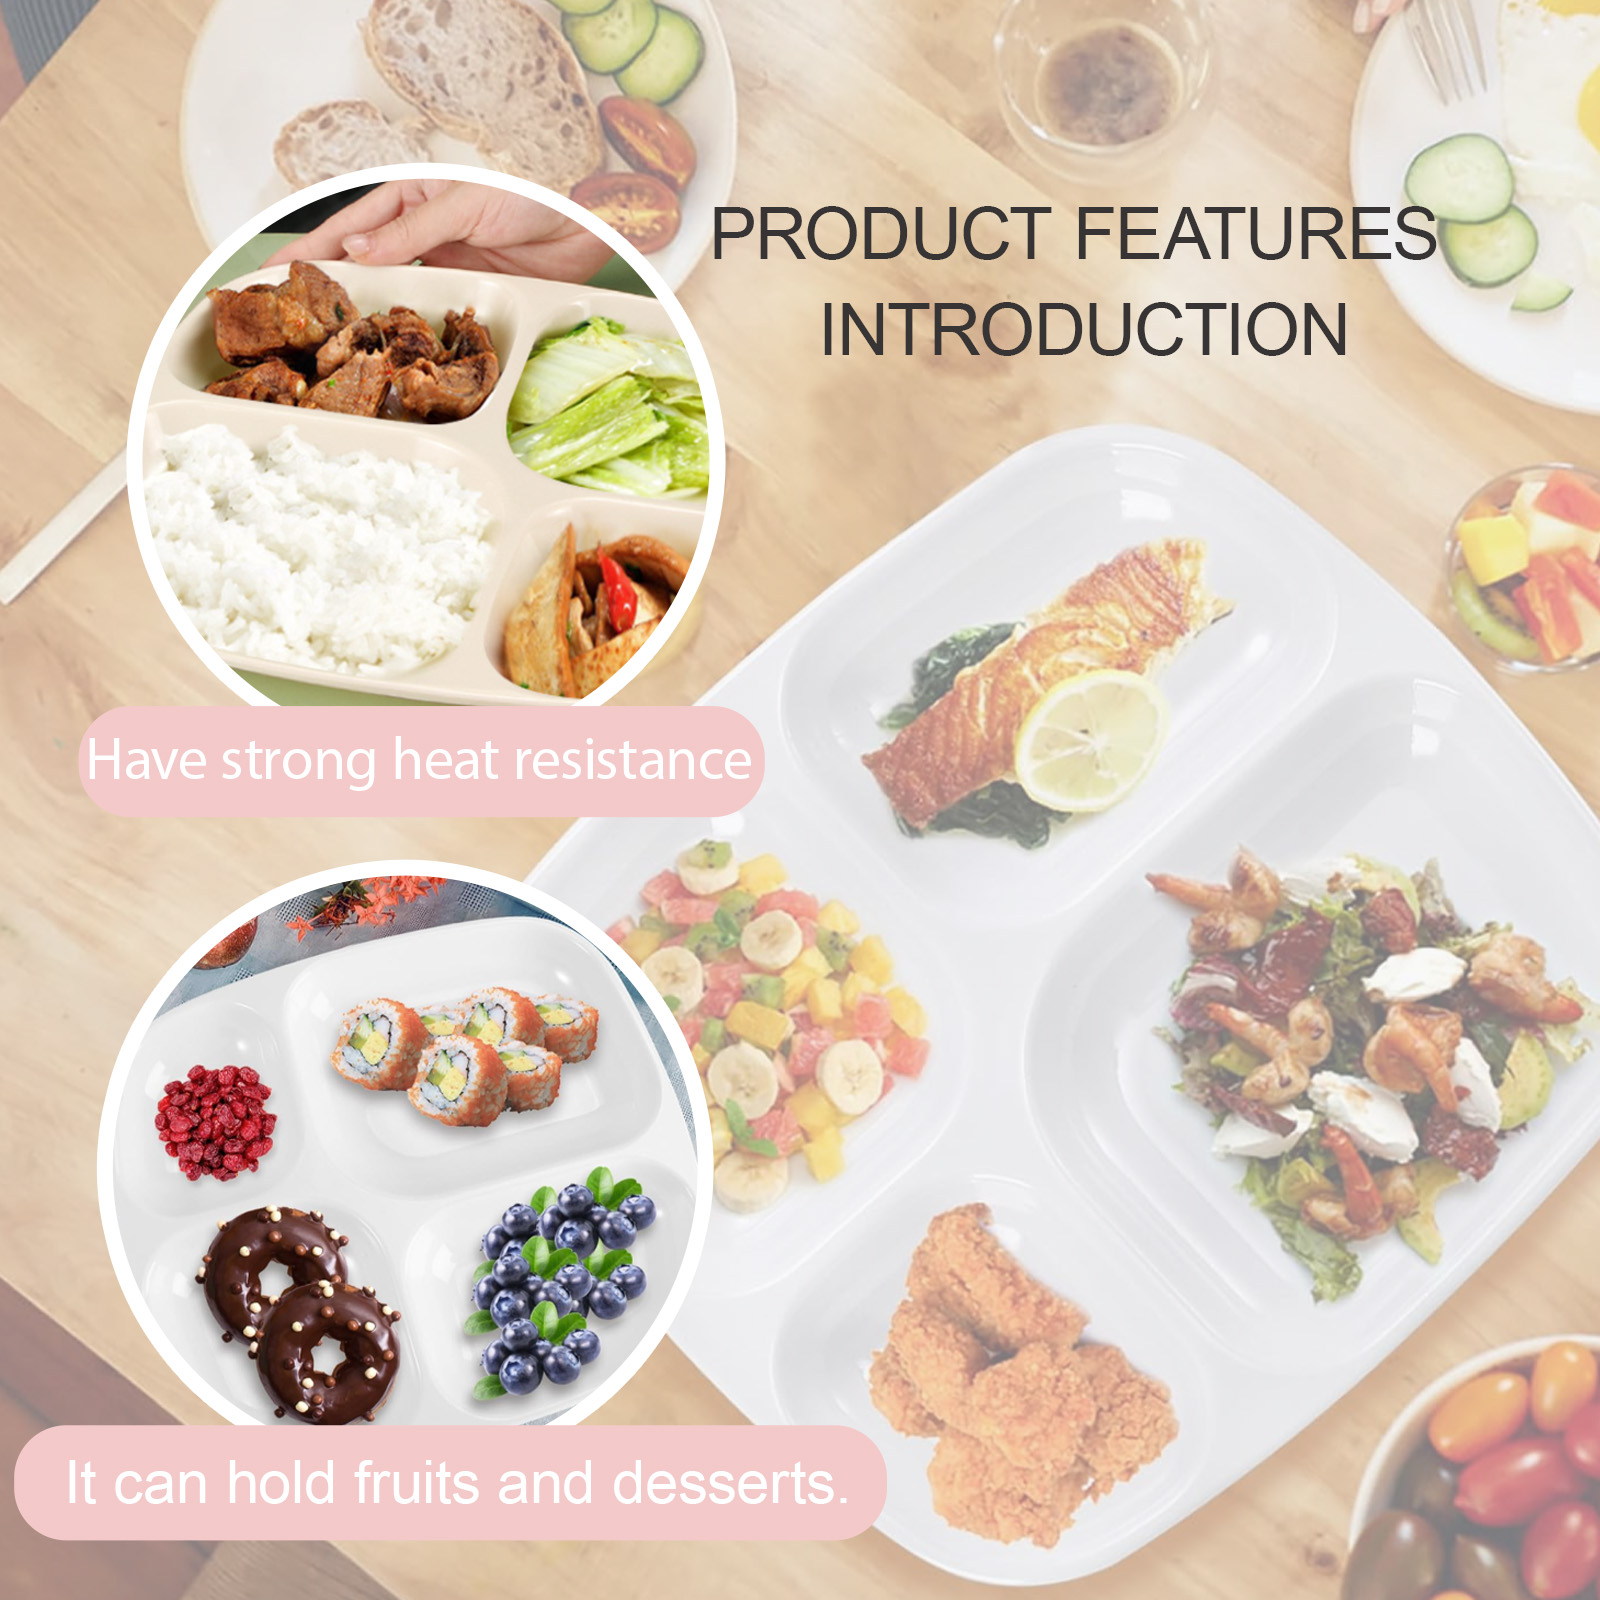 PRODUCT FEATURES
INTRODUCTION
Have strong heat resistance
It can hold fruits and desserts.